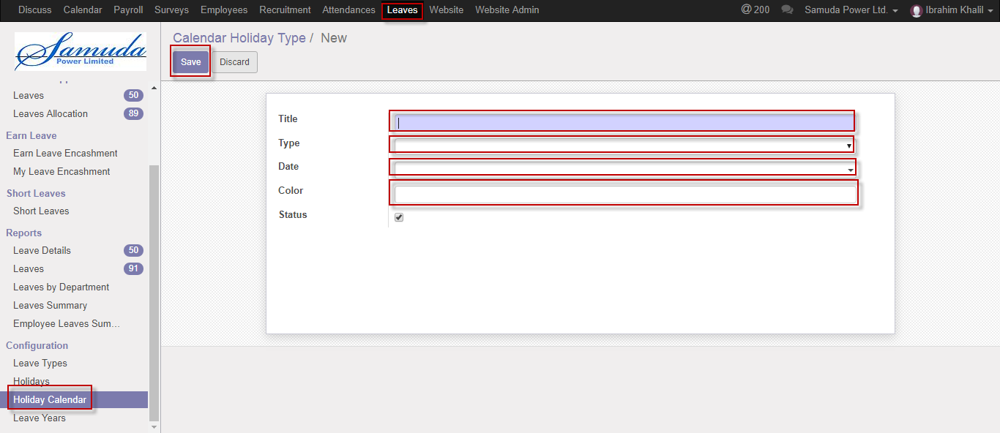 Discuss Calendar Payroll Surveys Employees Recruitment Attendances Leaves Website Website Admin @ 200 Samuda Power Ltd. Ibrahim Khalil
Samuda
Power Limited
Calendar Holiday Type / New
Save Discard
Leaves 50
Leaves Allocation 89
Earn Leave
Earn Leave Encashment
My Leave Encashment
Short Leaves
Short Leaves
Reports
Leave Details 50
Leaves 91
Leaves by Department
Leaves Summary
Employee Leaves Sum...
Configuration
Leave Types
Holidays
Holiday Calendar
Leave Years
Title
Type
Date
Color
Status